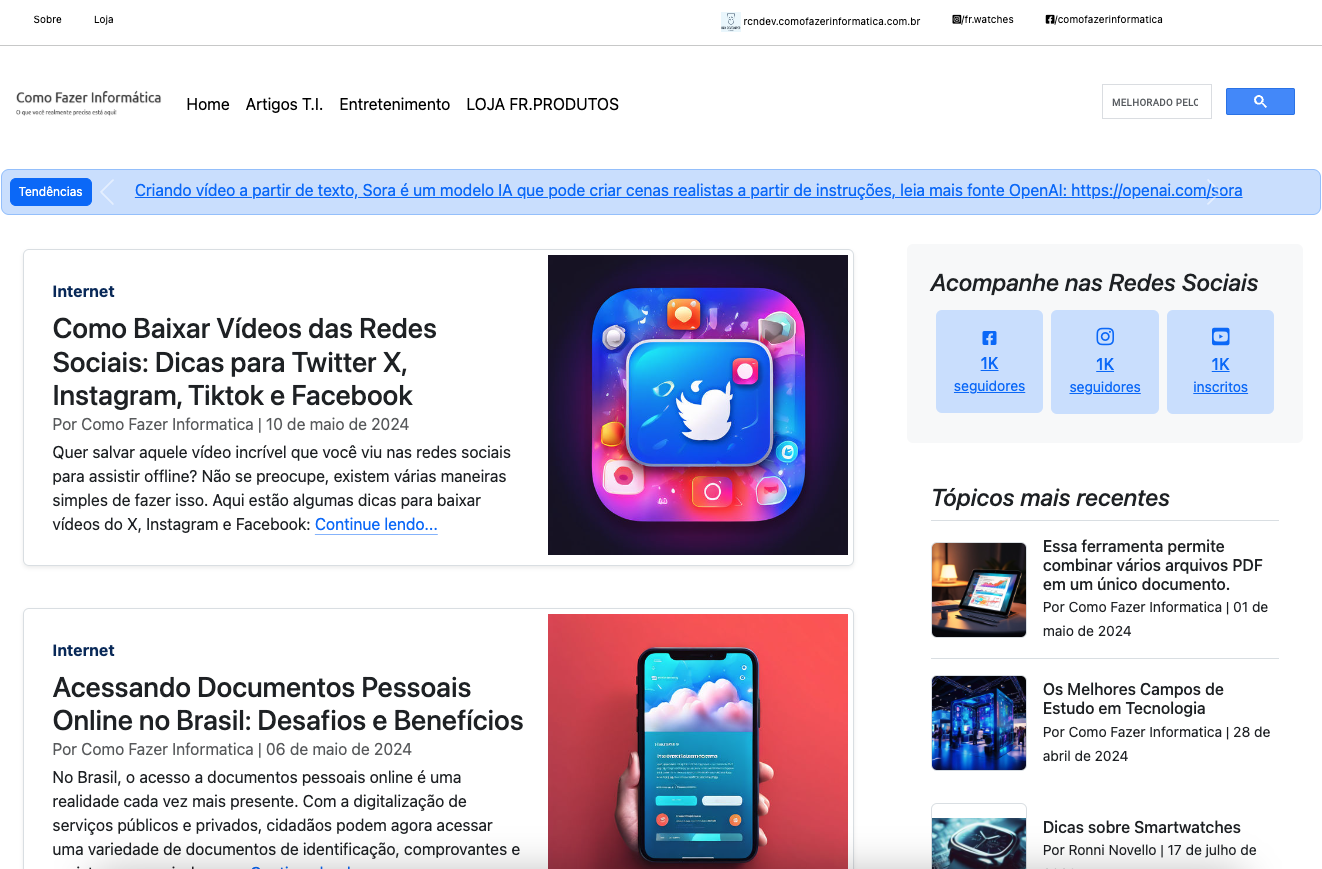 Sobre
Loja
rcndev.comofazerinformatica.com.br
/fr.watches
/comofazerinformatica
Como Fazer Informática
O que você realmente precisa está aqui!
Home
Artigos T.I.
Entretenimento
LOJA FR.PRODUTOS
MELHORADO PELO
Tendências
Criando vídeo a partir de texto, Sora é um modelo IA que pode criar cenas realistas a partir de instruções, leia mais fonte OpenAI: https://openai.com/sora
Internet
Como Baixar Vídeos das Redes
Sociais: Dicas para Twitter X,
Instagram, Tiktok e Facebook
Por Como Fazer Informatica | 10 de maio de 2024
Quer salvar aquele vídeo incrível que você viu nas redes sociais
para assistir offline? Não se preocupe, existem várias maneiras
simples de fazer isso. Aqui estão algumas dicas para baixar
vídeos do X, Instagram e Facebook: Continue lendo...
Internet
Acessando Documentos Pessoais
Online no Brasil: Desafios e Benefícios
Por Como Fazer Informatica | 06 de maio de 2024
No Brasil, o acesso a documentos pessoais online é uma
realidade cada vez mais presente. Com a digitalização de
serviços públicos e privados, cidadãos podem agora acessar
uma variedade de documentos de identificação, comprovantes e
Acompanhe nas Redes Sociais
1K
seguidores
1K
seguidores
1K
inscritos
Tópicos mais recentes
Essa ferramenta permite
combinar vários arquivos PDF
em um único documento.
Por Como Fazer Informatica | 01 de
maio de 2024
Os Melhores Campos de
Estudo em Tecnologia
Por Como Fazer Informatica | 28 de
abril de 2024
Dicas sobre Smartwatches
Por Ronni Novello | 17 de julho de